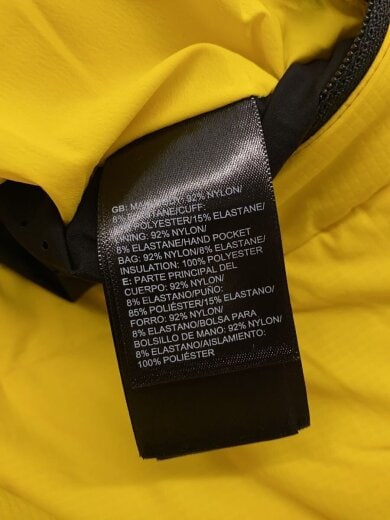 GB: MAIN BODY: 92% NYLON/
8% ELASTANE/CUFF:
85% POLYESTER/15% ELASTANE/
LINING: 92% NYLON/
8% ELASTANE/HAND POCKET
BAG: 92% NYLON/8% ELASTANE/
INSULATION: 100% POLYESTER
E: PARTE PRINCIPAL DEL
CUERPO: 92% NYLON/
8% ELASTANO/PUÑO:
85% POLIÉSTER/15% ELASTANO/
FORRO: 92% NYLON/
8% ELASTANO/BOLSA PARA
BOLSILLO DE MANO: 92% NYLON/
8% ELASTANO/AISLAMIENTO:
100% POLIÉSTER